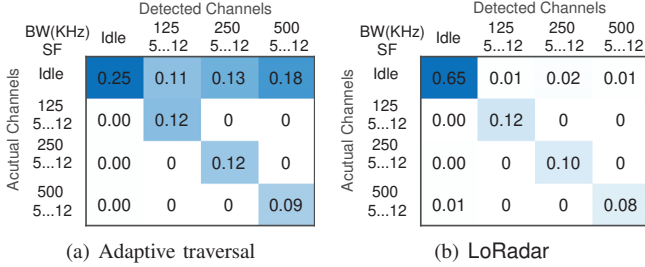 Detected Channels
BW(KHz) SF Idle 125 5...12 250 5...12 500 5...12
Acutual Channels
Idle 0.25 0.11 0.13 0.18
125 5...12 0.00 0.12 0 0
250 5...12 0.00 0 0.12 0
500 5...12 0.00 0 0 0.09
(a) Adaptive traversal
Detected Channels
BW(KHz) SF Idle 125 5...12 250 5...12 500 5...12
Acutual Channels
Idle 0.65 0.01 0.02 0.01
125 5...12 0.00 0.12 0 0
250 5...12 0.00 0 0.10 0
500 5...12 0.01 0 0 0.08
(b) LoRadar